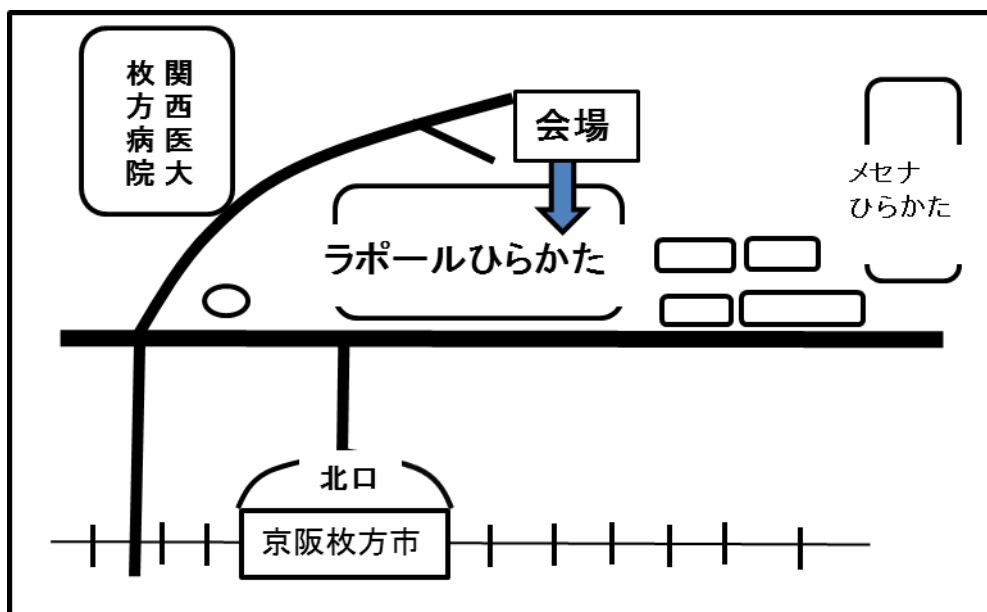 関西医大
枚方病院
会場
メセナ
ひらかた
ラポールひらかた
北口
京阪枚方市